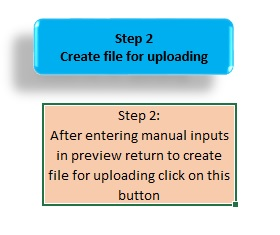 Step 2
Create file for uploading
Step 2:
After entering manual inputs
in preview return to create
file for uploading click on this
button